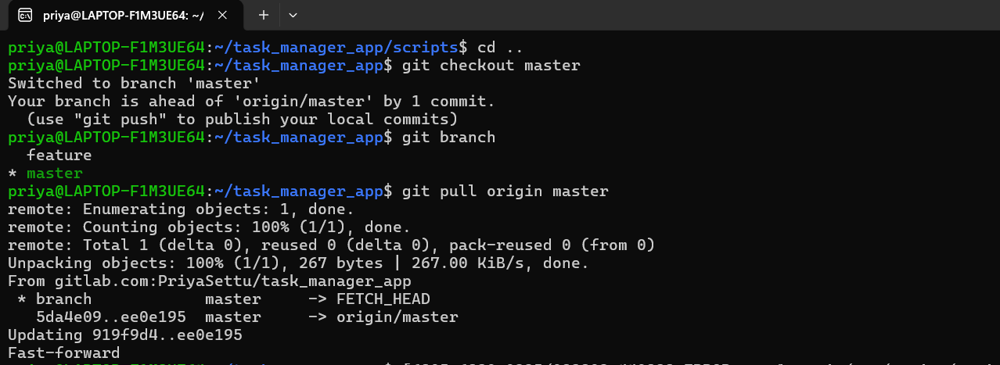 priya@LAPTOP-F1M3UE64: ~/
priya@LAPTOP-F1M3UE64:~/task_manager_app/scripts$ cd ..
priya@LAPTOP-F1M3UE64:~/task_manager_app$ git checkout master
Switched to branch 'master'
Your branch is ahead of 'origin/master' by 1 commit.
  (use "git push" to publish your local commits)
priya@LAPTOP-F1M3UE64:~/task_manager_app$ git branch
  feature
* master
priya@LAPTOP-F1M3UE64:~/task_manager_app$ git pull origin master
remote: Enumerating objects: 1, done.
remote: Counting objects: 100% (1/1), done.
remote: Total 1 (delta 0), reused 0 (delta 0), pack-reused 0 (from 0)
Unpacking objects: 100% (1/1), 267 bytes | 267.00 KiB/s, done.
From gitlab.com:PriyaSettu/task_manager_app
 * branch            master     -> FETCH_HEAD
   5da4e09..ee0e195  master     -> origin/master
Updating 919f9d4..ee0e195
Fast-forward